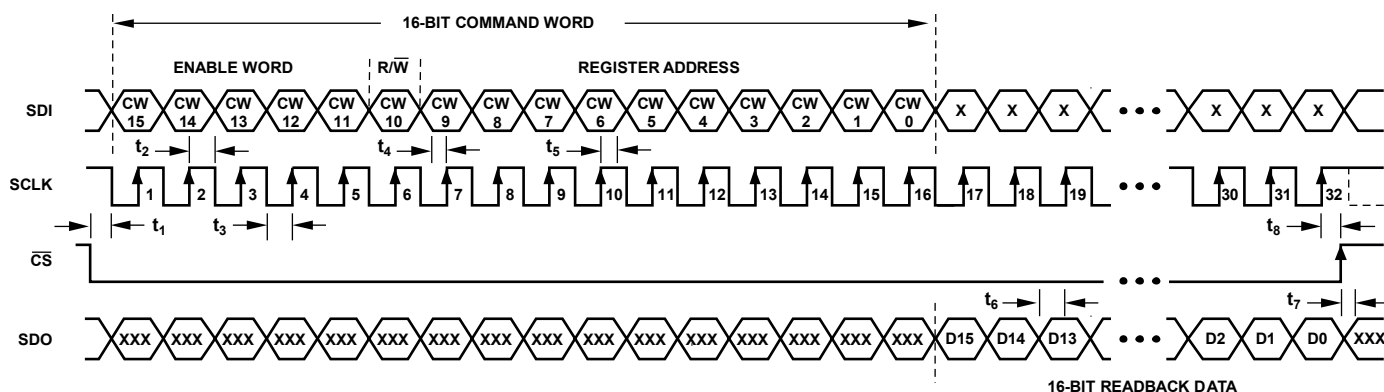 16-BIT COMMAND WORD
ENABLE WORD R/W̅ REGISTER ADDRESS
SDI CW 15 CW 14 CW 13 CW 12 CW 11 CW 10 CW 9 CW 8 CW 7 CW 6 CW 5 CW 4 CW 3 CW 2 CW 1 CW 0 X X X X X X
t2 t4 t5
SCLK 1 2 3 4 5 6 7 8 9 10 11 12 13 14 15 16 17 18 19 30 31 32
t1 t3 t8
C̅S̅
t6 t7
SDO XXX XXX XXX XXX XXX XXX XXX XXX XXX XXX XXX XXX XXX XXX XXX XXX D15 D14 D13 D2 D1 D0 XXX
16-BIT READBACK DATA